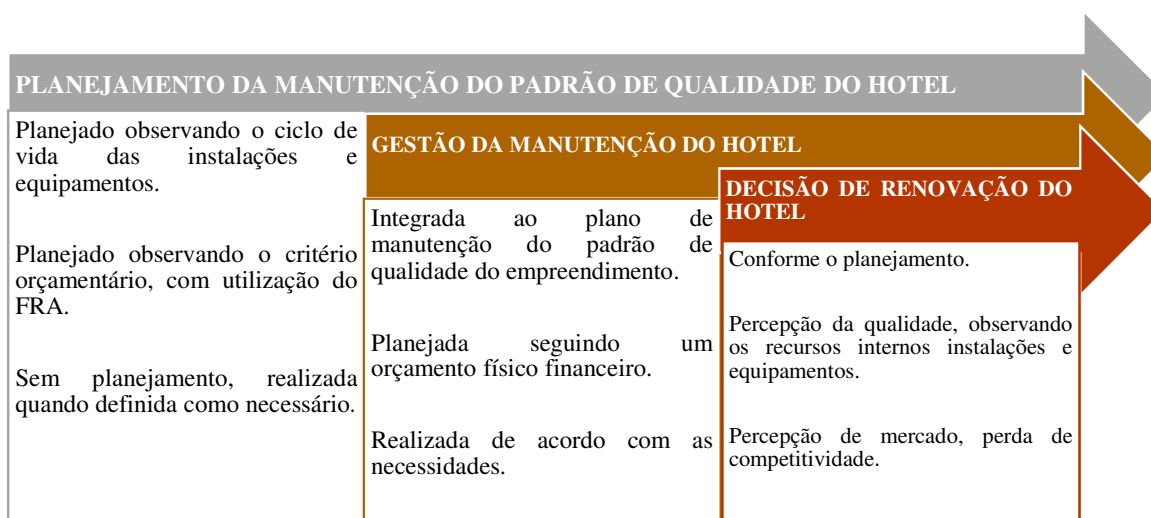 PLANEJAMENTO DA MANUTENÇÃO DO PADRÃO DE QUALIDADE DO HOTEL
Planejado observando o ciclo de
vida das instalações e
equipamentos.
Planejado observando o critério
orçamentário, com utilização do
FRA.
Sem planejamento, realizada
quando definida como necessário.
GESTÃO DA MANUTENÇÃO DO HOTEL
Integrada ao plano de
manutenção do padrão de
qualidade do empreendimento.
Planejada seguindo um
orçamento físico financeiro.
Realizada de acordo com as
necessidades.
DECISÃO DE RENOVAÇÃO DO
HOTEL
Conforme o planejamento.
Percepção da qualidade, observando
os recursos internos instalações e
equipamentos.
Percepção de mercado, perda de
competitividade.